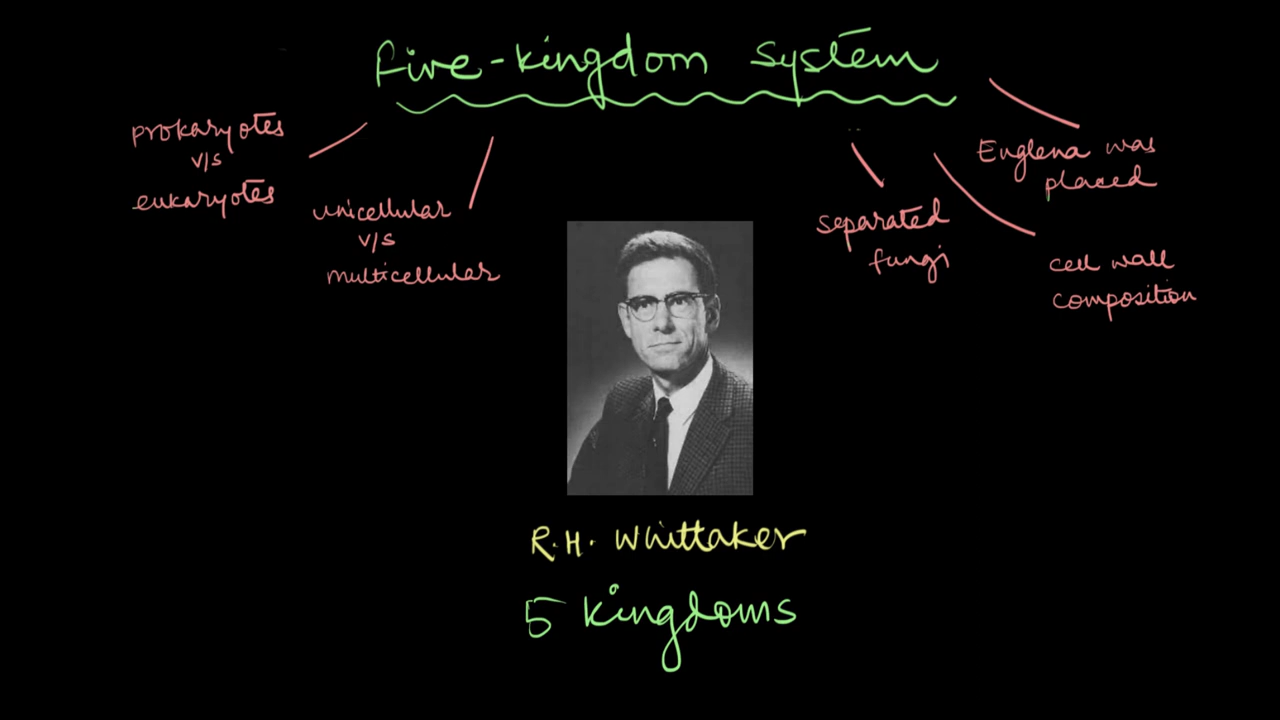 five-kingdom system
prokaryotes
v/s
eukaryotes
unicellular
v/s
multicellular
separated
fungi
Euglena was
placed
cell wall
composition
R.H. Whittaker
5 kingdoms